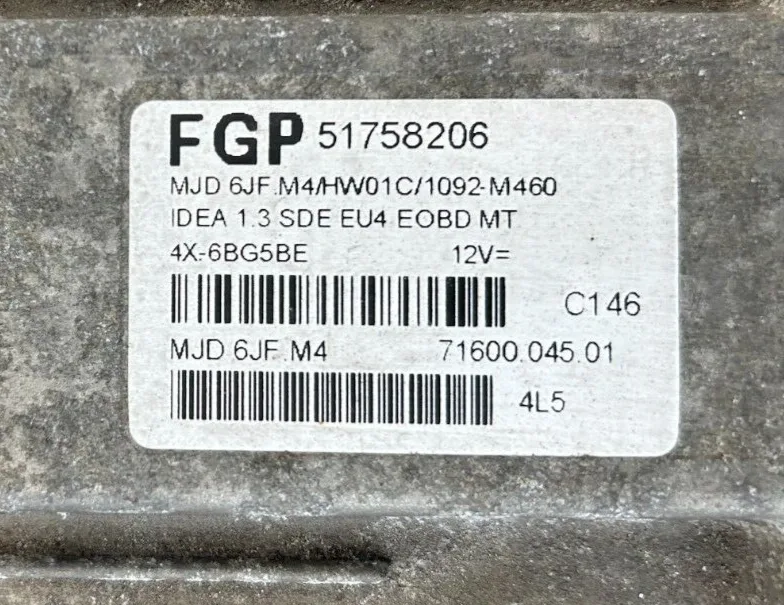 FGP 51758206
MJD 6JF.M4/HW01C/1092-M460
IDEA 1.3 SDE EU4 EOBD MT
4X-6BG5BE 12V=
C146
MJD 6JF.M4 71600.045.01
4L5